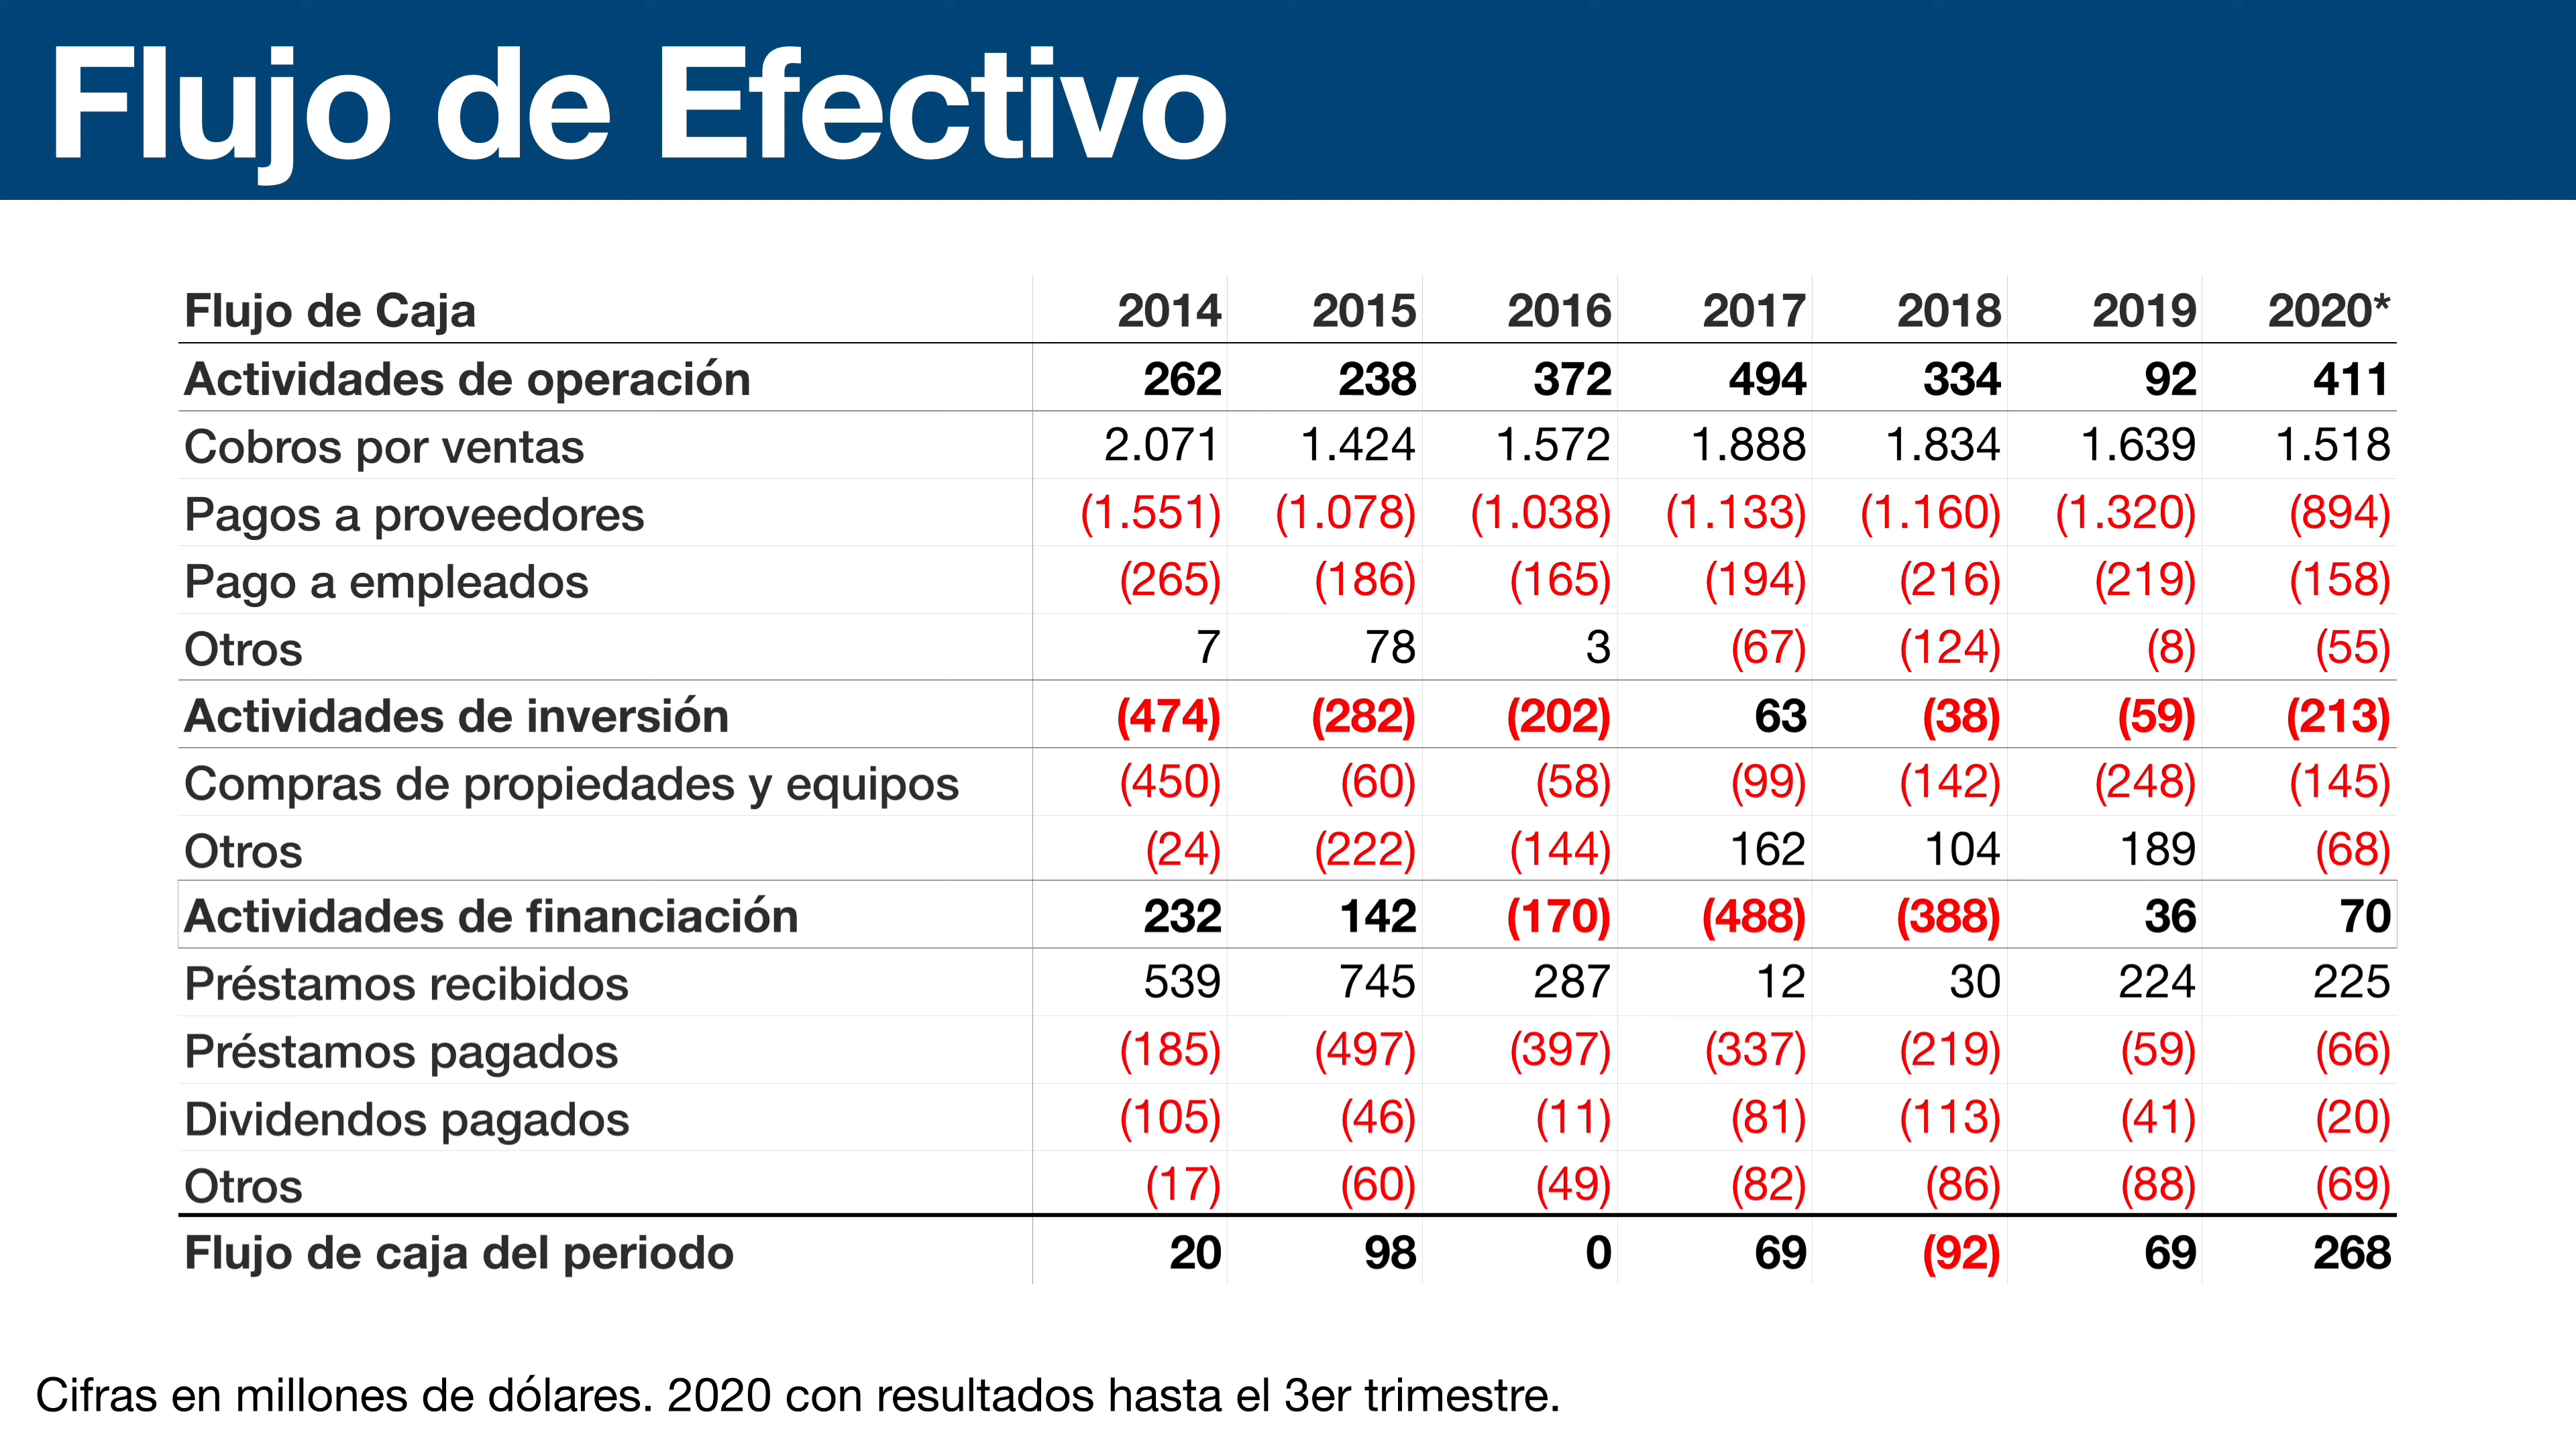 Flujo de Efectivo
Flujo de Caja 2014 2015 2016 2017 2018 2019 2020*
Actividades de operación 262 238 372 494 334 92 411
Cobros por ventas 2.071 1.424 1.572 1.888 1.834 1.639 1.518
Pagos a proveedores (1.551) (1.078) (1.038) (1.133) (1.160) (1.320) (894)
Pago a empleados (265) (186) (165) (194) (216) (219) (158)
Otros 7 78 3 (67) (124) (8) (55)
Actividades de inversión (474) (282) (202) 63 (38) (59) (213)
Compras de propiedades y equipos (450) (60) (58) (99) (142) (248) (145)
Otros (24) (222) (144) 162 104 189 (68)
Actividades de financiación 232 142 (170) (488) (388) 36 70
Préstamos recibidos 539 745 287 12 30 224 225
Préstamos pagados (185) (497) (397) (337) (219) (59) (66)
Dividendos pagados (105) (46) (11) (81) (113) (41) (20)
Otros (17) (60) (49) (82) (86) (88) (69)
Flujo de caja del periodo 20 98 0 69 (92) 69 268
Cifras en millones de dólares. 2020 con resultados hasta el 3er trimestre.